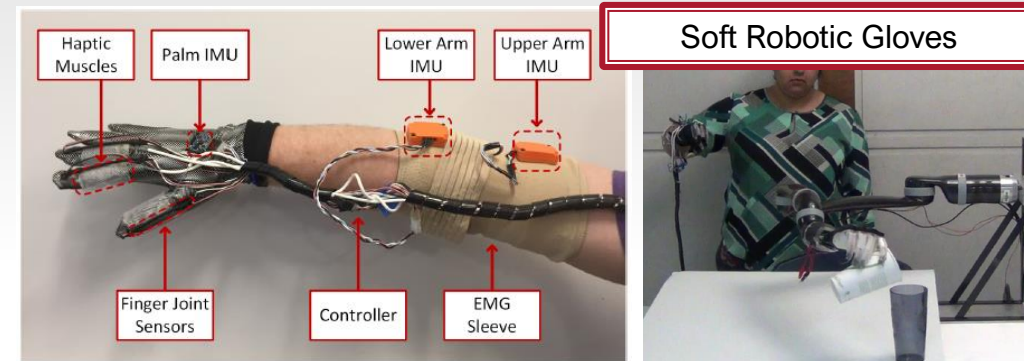 Soft Robotic Gloves
Haptic
Muscles
Palm IMU
Lower Arm
IMU
Upper Arm
IMU
Finger Joint
Sensors
Controller
EMG
Sleeve